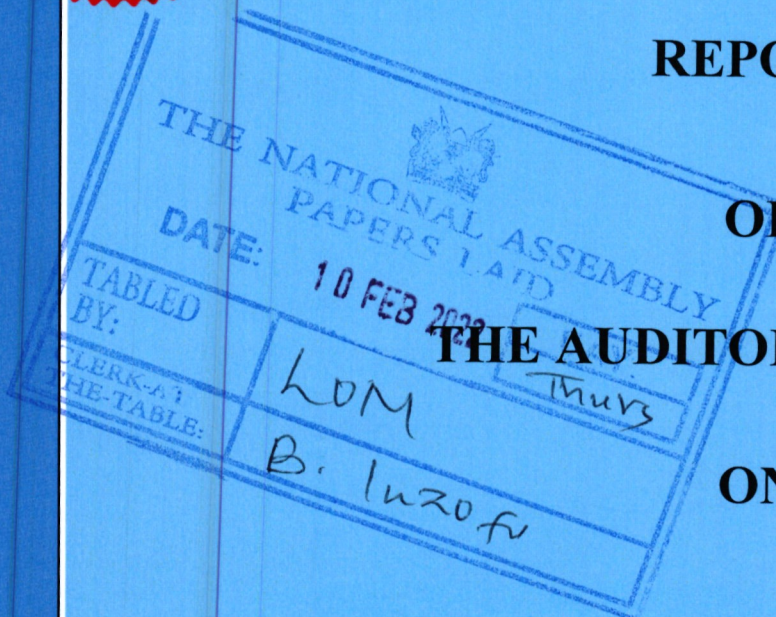 REPO
THE NATIONAL ASSEMBLY
PAPERS LAID
DATE: 10 FEB 2022
THE AUDITO
Thurs
TABLED BY:
LOM
CLERK-AT THE-TABLE:
B. Inzofu
ON